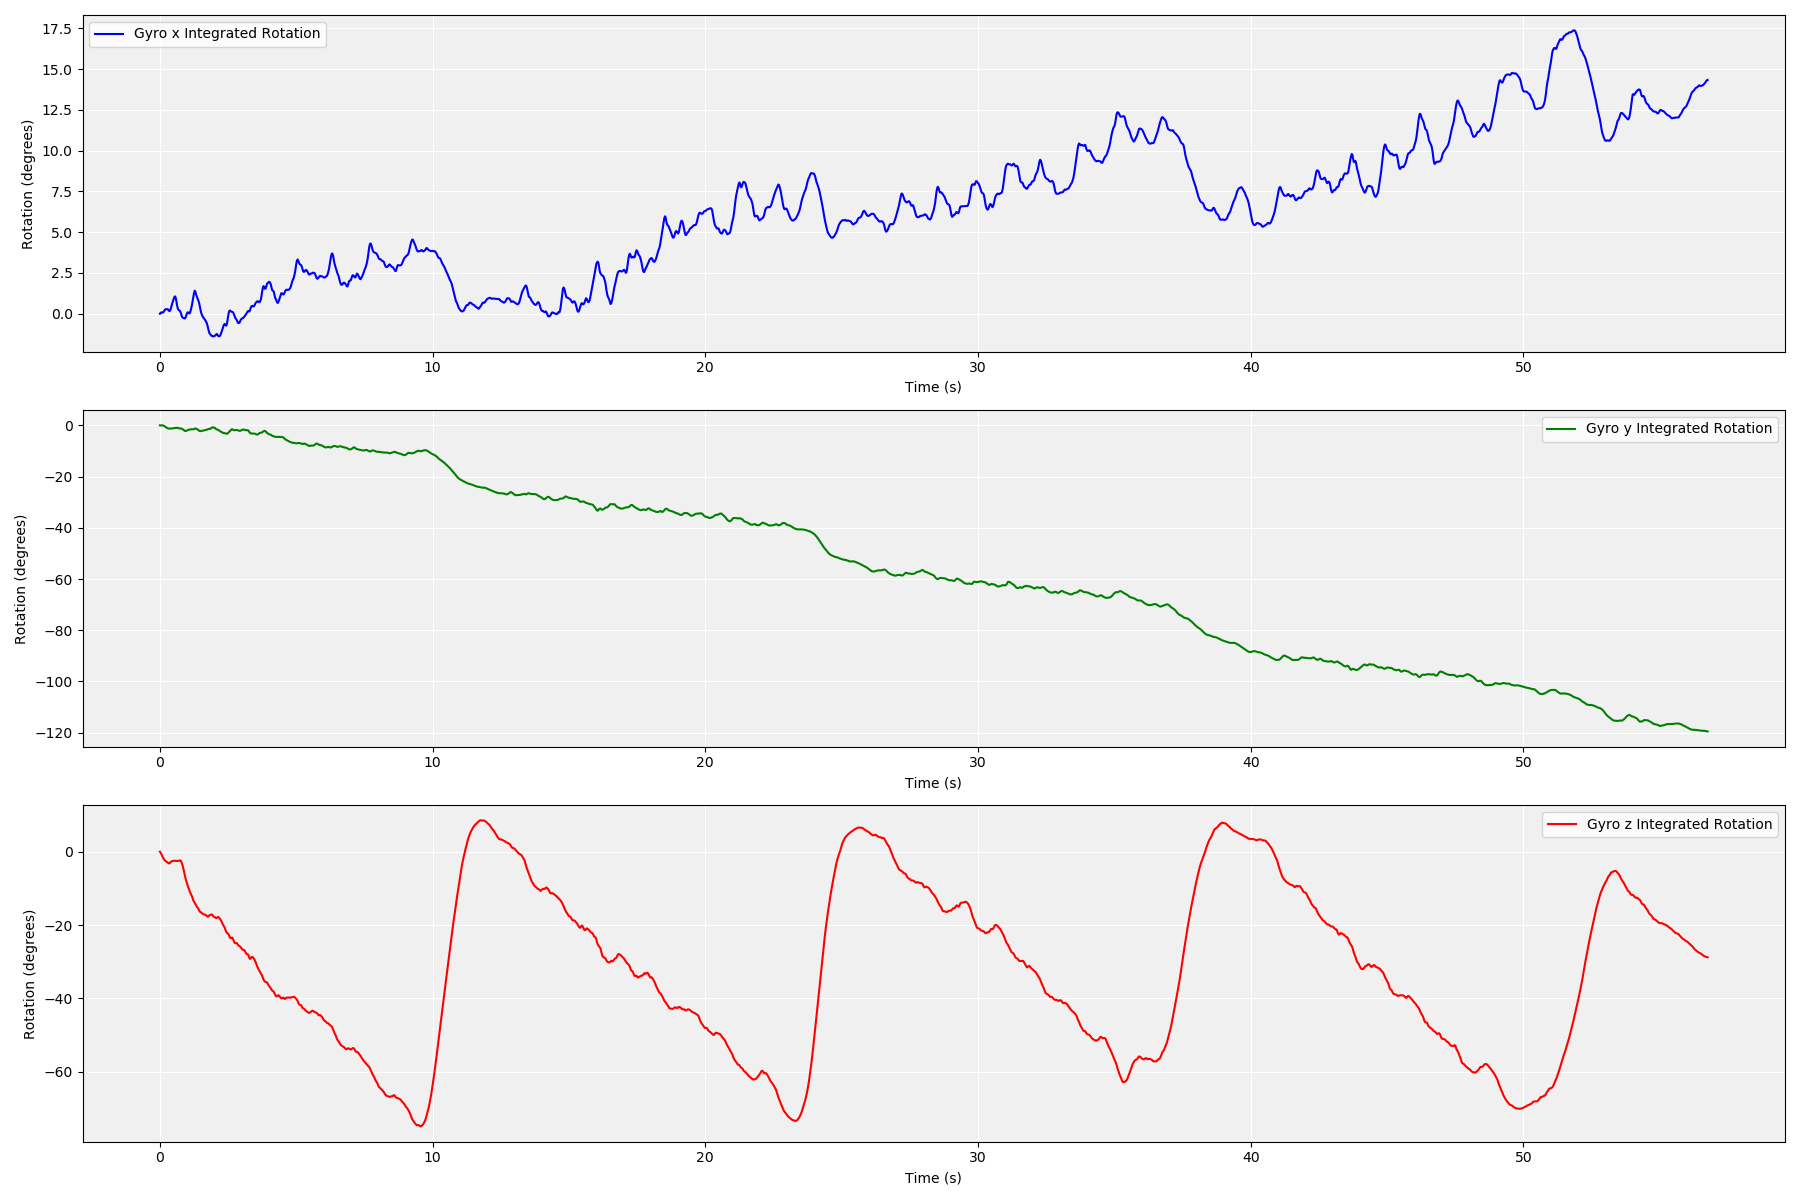 Gyro x Integrated Rotation
Rotation (degrees)
17.5
15.0
12.5
10.0
7.5
5.0
2.5
0.0
0 10 20 30 40 50
Time (s)
Gyro y Integrated Rotation
Rotation (degrees)
0
−20
−40
−60
−80
−100
−120
0 10 20 30 40 50
Time (s)
Gyro z Integrated Rotation
Rotation (degrees)
0
−20
−40
−60
0 10 20 30 40 50
Time (s)